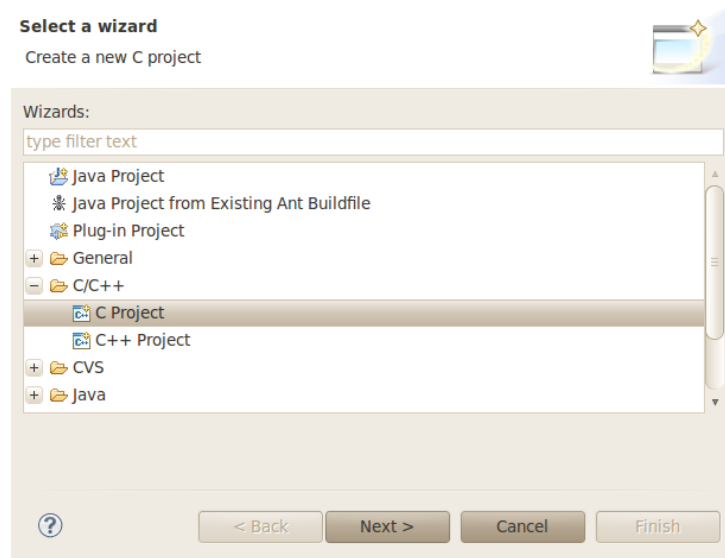 Select a wizard
Create a new C project
Wizards:
type filter text
Java Project
Java Project from Existing Ant Buildfile
Plug-in Project
General
C/C++
C Project
C++ Project
CVS
Java
< Back Next > Cancel Finish